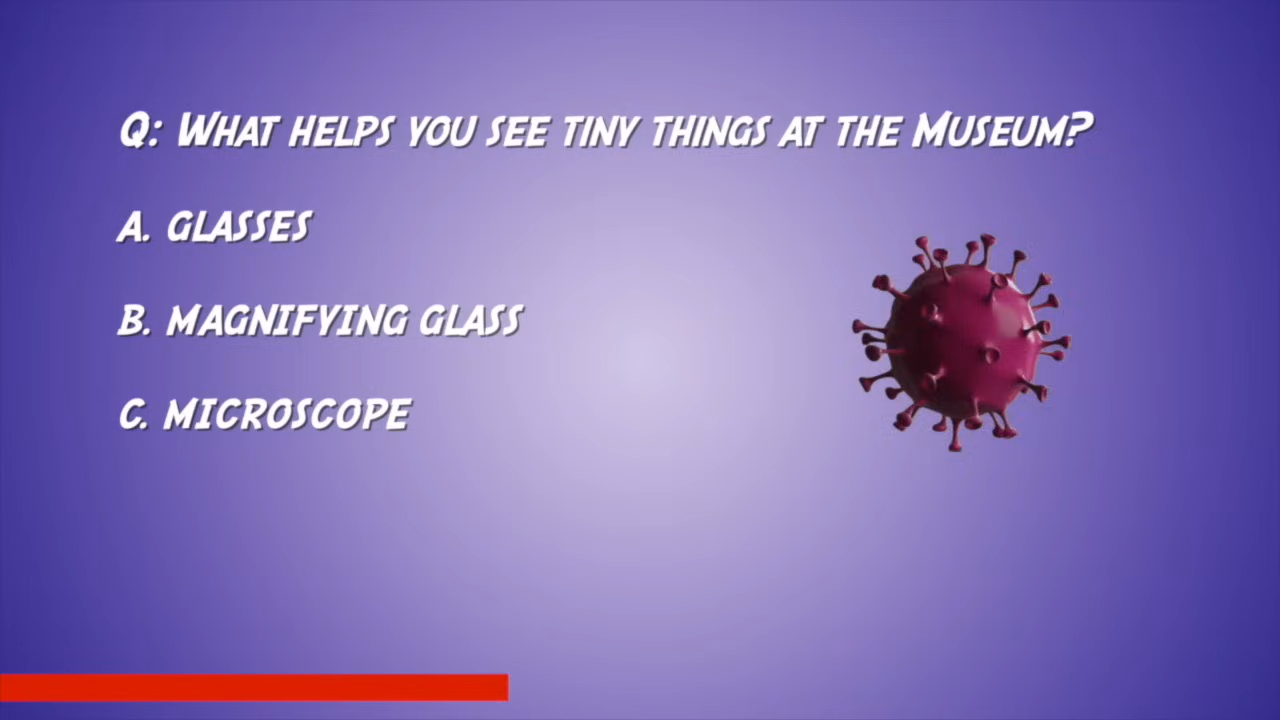 Q: What helps you see tiny things at the Museum?
A. glasses
B. magnifying glass
C. microscope